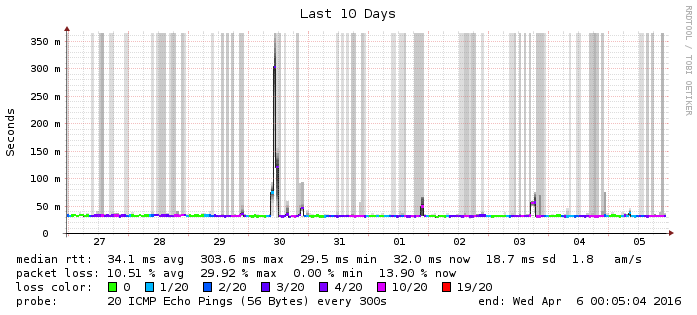 Last 10 Days
RRDTOOL / TOBI OETIKER
Seconds
350 m
300 m
250 m
200 m
150 m
100 m
50 m
0
27 28 29 30 31 01 02 03 04 05
median rtt: 34.1 ms avg 303.6 ms max 29.5 ms min 32.0 ms now 18.7 ms sd 1.8 am/s
packet loss: 10.51 % avg 29.92 % max 0.00 % min 13.90 % now
loss color: 0 1/20 2/20 3/20 4/20 10/20 19/20
probe: 20 ICMP Echo Pings (56 Bytes) every 300s end: Wed Apr 6 00:05:04 2016